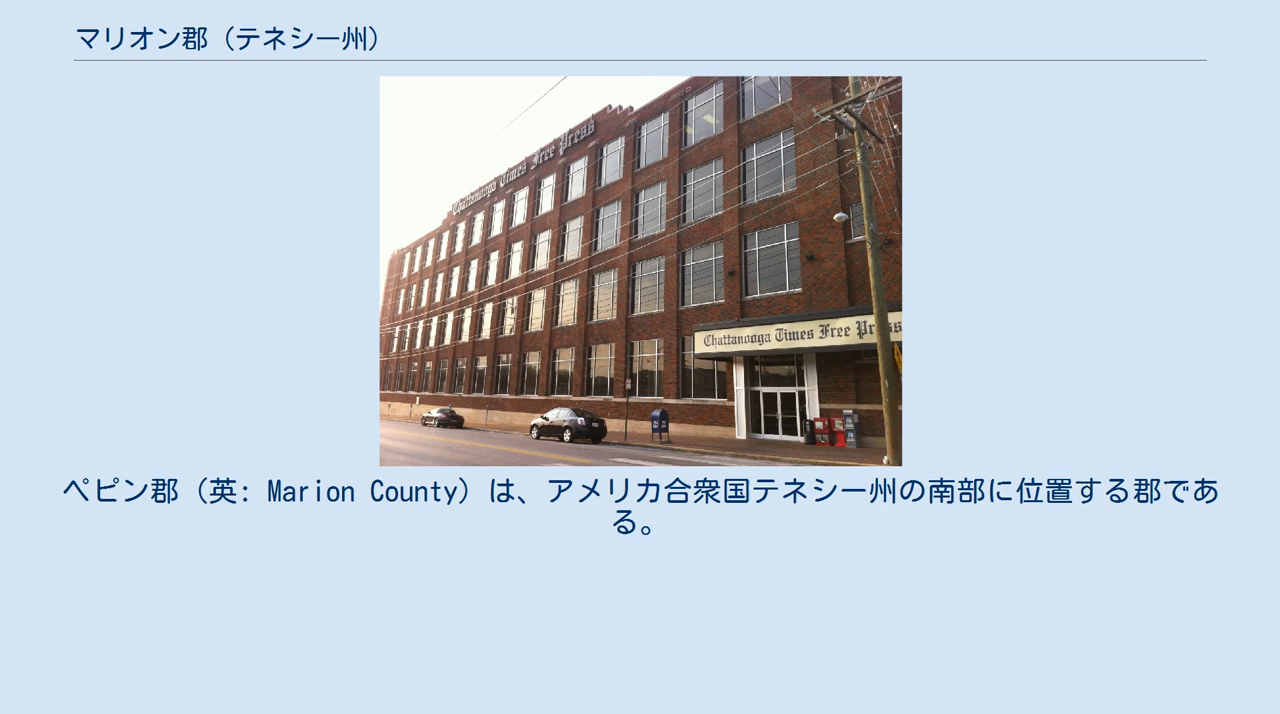 マリオン郡（テネシー州）
Chattanooga Times Free Press
Chattanooga Times Free Press
ペピン郡（英: Marion County）は、アメリカ合衆国テネシー州の南部に位置する郡であ
る。